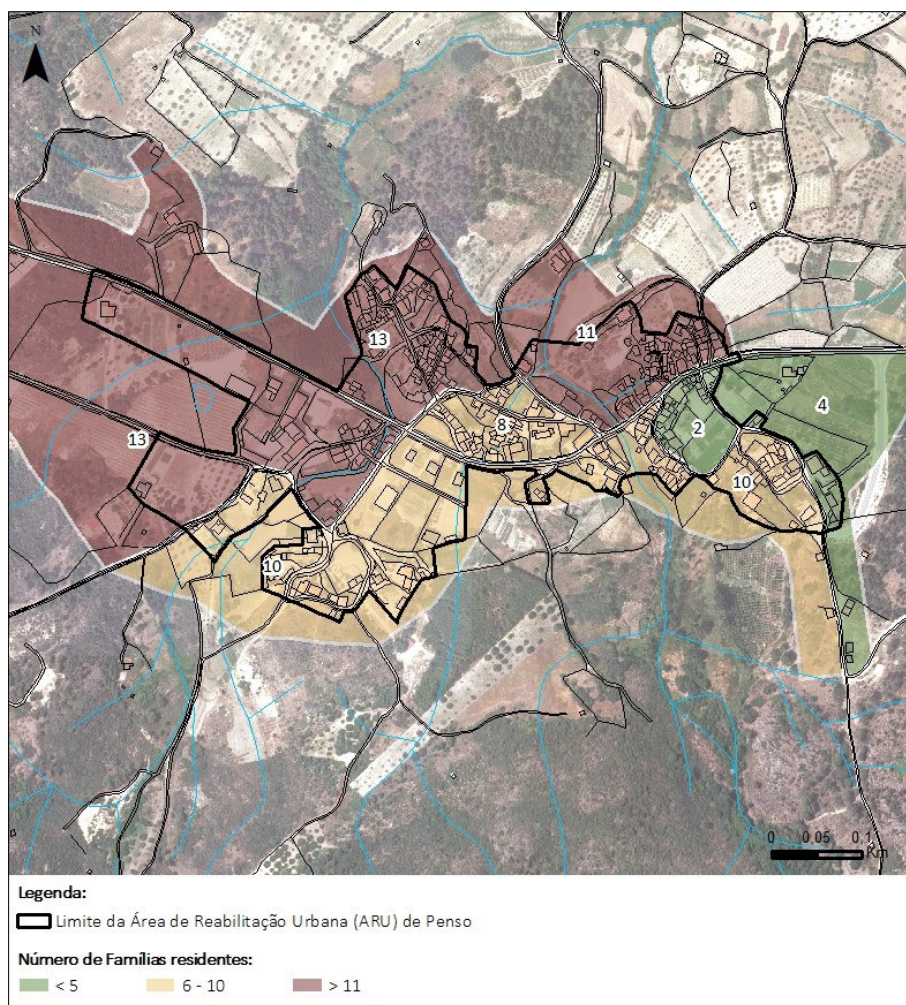 N
13
11
8
2
4
13
10
10
0 0,05 0,1
Km
Legenda:
Limite da Área de Reabilitação Urbana (ARU) de Penso
Número de Famílias residentes:
< 5 6 - 10 > 11